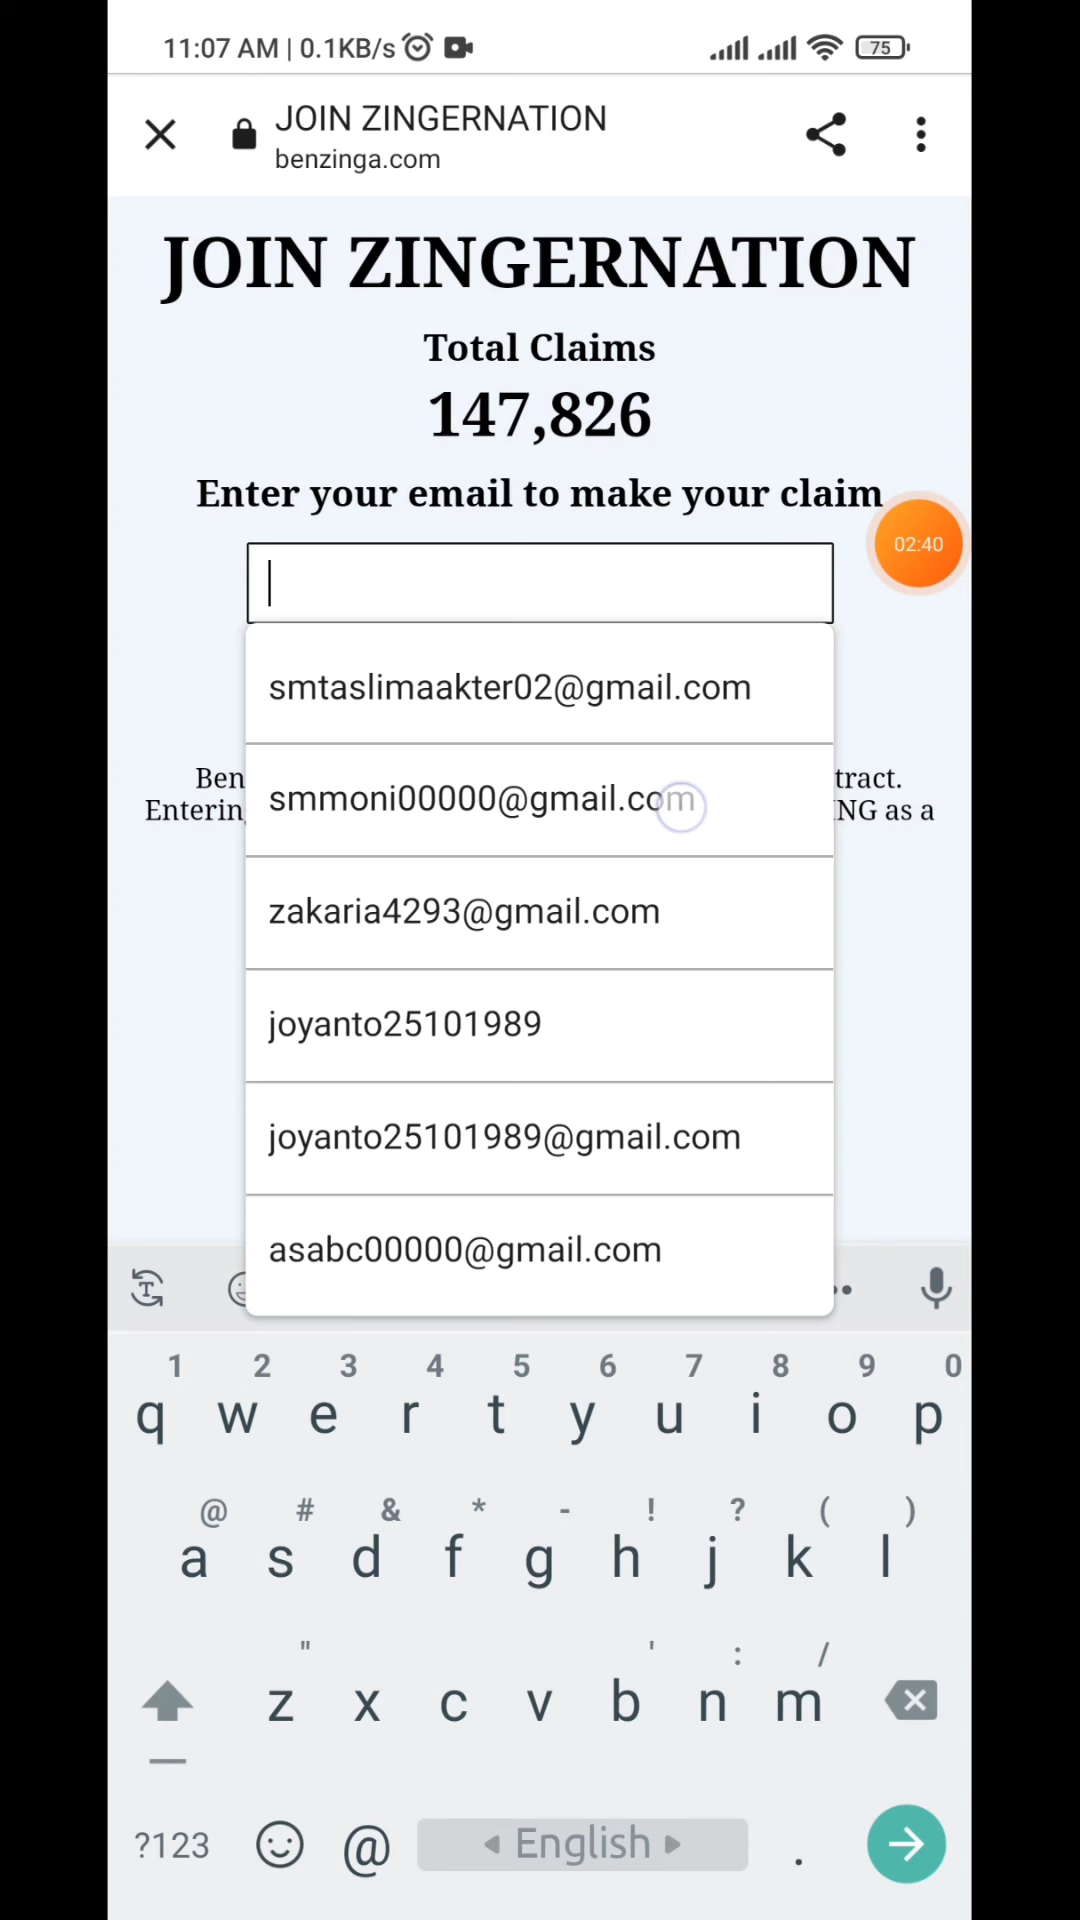 11:07 AM | 0.1KB/s
75
JOIN ZINGERNATION
benzinga.com
JOIN ZINGERNATION
Total Claims
147,826
Enter your email to make your claim
02:40
smtaslimaakter02@gmail.com
Ben
tract.
smmoni00000@gmail.com
Entering
NG as a
zakaria4293@gmail.com
joyanto25101989
joyanto25101989@gmail.com
asabc00000@gmail.com
1 2 3 4 5 6 7 8 9 0
q w e r t y u i o p
@ # & * - ! ? ( )
a s d f g h j k l
" ' : /
z x c v b n m
?123 @ English .